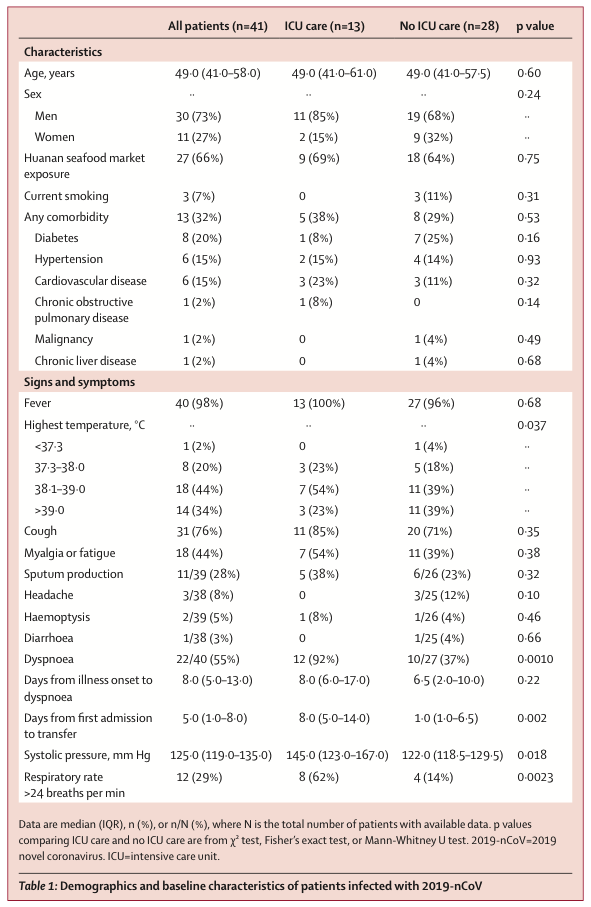 All patients (n=41) ICU care (n=13) No ICU care (n=28) p value
Characteristics
Age, years 49·0 (41·0–58·0) 49·0 (41·0–61·0) 49·0 (41·0–57·5) 0·60
Sex ·· ·· ·· 0·24
Men 30 (73%) 11 (85%) 19 (68%) ··
Women 11 (27%) 2 (15%) 9 (32%) ··
Huanan seafood market 27 (66%) 9 (69%) 18 (64%) 0·75
exposure
Current smoking 3 (7%) 0 3 (11%) 0·31
Any comorbidity 13 (32%) 5 (38%) 8 (29%) 0·53
Diabetes 8 (20%) 1 (8%) 7 (25%) 0·16
Hypertension 6 (15%) 2 (15%) 4 (14%) 0·93
Cardiovascular disease 6 (15%) 3 (23%) 3 (11%) 0·32
Chronic obstructive 1 (2%) 1 (8%) 0 0·14
pulmonary disease
Malignancy 1 (2%) 0 1 (4%) 0·49
Chronic liver disease 1 (2%) 0 1 (4%) 0·68
Signs and symptoms
Fever 40 (98%) 13 (100%) 27 (96%) 0·68
Highest temperature, °C ·· ·· ·· 0·037
<37·3 1 (2%) 0 1 (4%) ··
37·3–38·0 8 (20%) 3 (23%) 5 (18%) ··
38·1–39·0 18 (44%) 7 (54%) 11 (39%) ··
>39·0 14 (34%) 3 (23%) 11 (39%) ··
Cough 31 (76%) 11 (85%) 20 (71%) 0·35
Myalgia or fatigue 18 (44%) 7 (54%) 11 (39%) 0·38
Sputum production 11/39 (28%) 5 (38%) 6/26 (23%) 0·32
Headache 3/38 (8%) 0 3/25 (12%) 0·10
Haemoptysis 2/39 (5%) 1 (8%) 1/26 (4%) 0·46
Diarrhoea 1/38 (3%) 0 1/25 (4%) 0·66
Dyspnoea 22/40 (55%) 12 (92%) 10/27 (37%) 0·0010
Days from illness onset to 8·0 (5·0–13·0) 8·0 (6·0–17·0) 6·5 (2·0–10·0) 0·22
dyspnoea
Days from first admission 5·0 (1·0–8·0) 8·0 (5·0–14·0) 1·0 (1·0–6·5) 0·002
to transfer
Systolic pressure, mm Hg 125·0 (119·0–135·0) 145·0 (123·0–167·0) 122·0 (118·5–129·5) 0·018
Respiratory rate 12 (29%) 8 (62%) 4 (14%) 0·0023
>24 breaths per min
Data are median (IQR), n (%), or n/N (%), where N is the total number of patients with available data. p values
comparing ICU care and no ICU care are from χ² test, Fisher's exact test, or Mann-Whitney U test. 2019-nCoV=2019
novel coronavirus. ICU=intensive care unit.
Table 1: Demographics and baseline characteristics of patients infected with 2019-nCoV